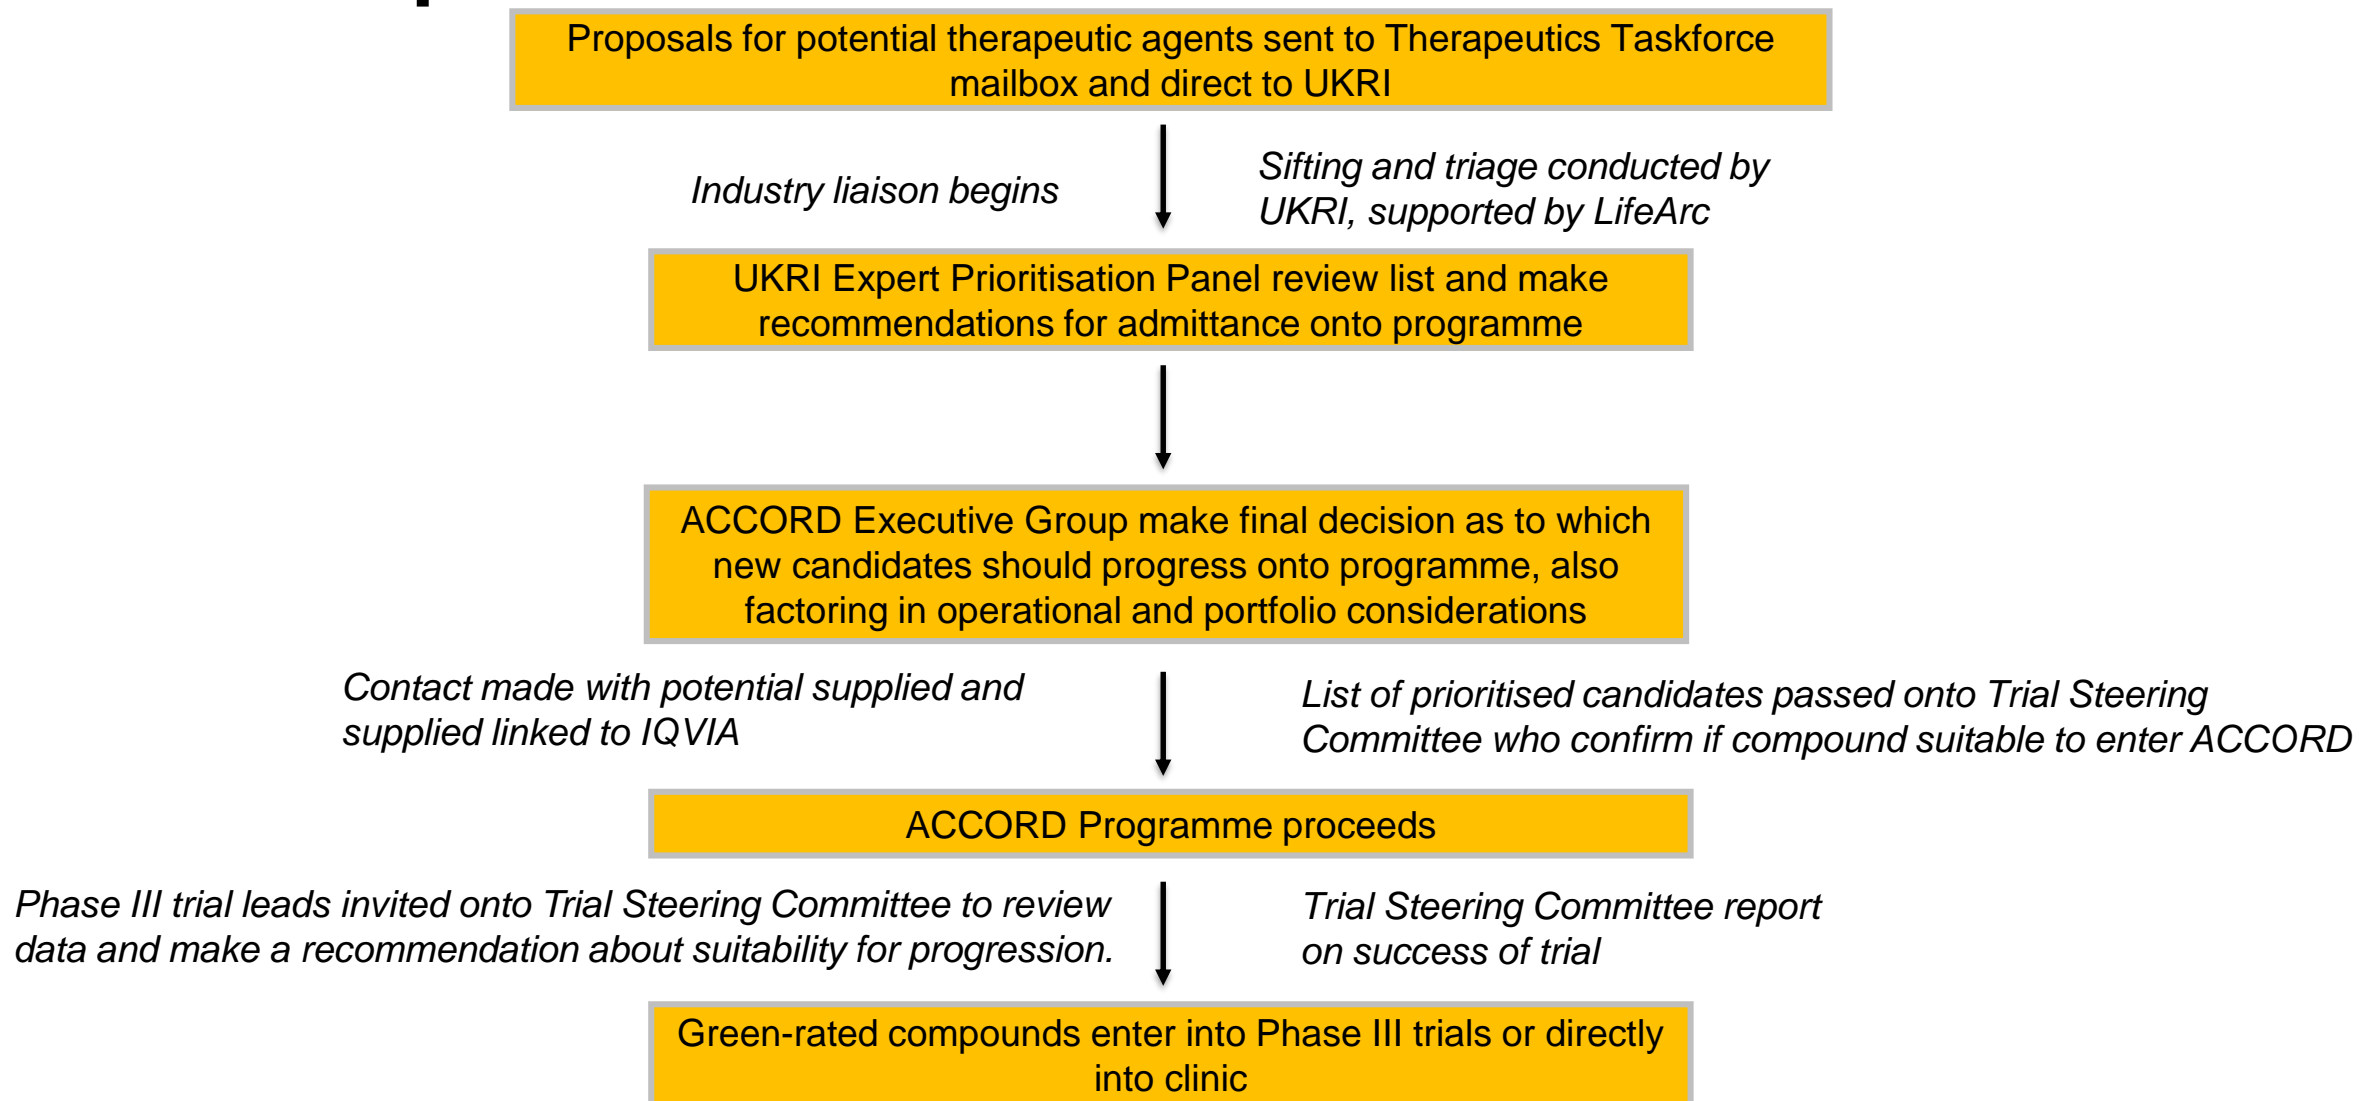 Proposals for potential therapeutic agents sent to Therapeutics Taskforce
mailbox and direct to UKRI
Industry liaison begins
Sifting and triage conducted by
UKRI, supported by LifeArc
UKRI Expert Prioritisation Panel review list and make
recommendations for admittance onto programme
ACCORD Executive Group make final decision as to which
new candidates should progress onto programme, also
factoring in operational and portfolio considerations
Contact made with potential supplied and
supplied linked to IQVIA
List of prioritised candidates passed onto Trial Steering
Committee who confirm if compound suitable to enter ACCORD
ACCORD Programme proceeds
Phase III trial leads invited onto Trial Steering Committee to review
data and make a recommendation about suitability for progression.
Trial Steering Committee report
on success of trial
Green-rated compounds enter into Phase III trials or directly
into clinic